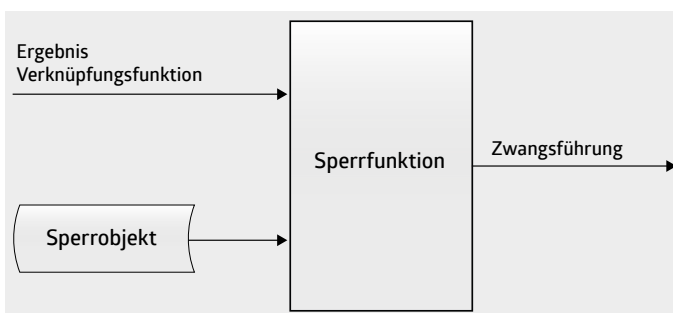 Ergebnis
Verknüpfungsfunktion
Sperrfunktion
Zwangsführung
Sperrobjekt